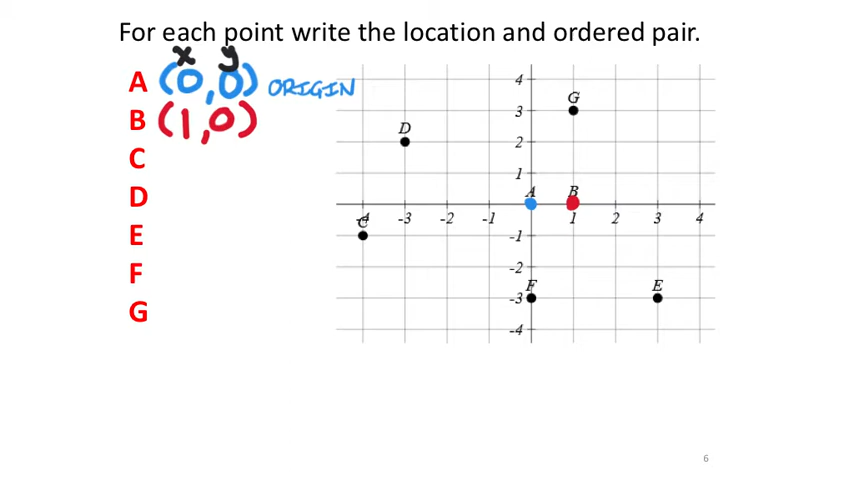 For each point write the location and ordered pair.
x y
A (0,0) ORIGIN
B (1,0)
C
D
E
F
G
4
G
3
D
2
1
A B
C
-4 -3 -2 -1 1 2 3 4
-1
-2
F E
-3
-4
6